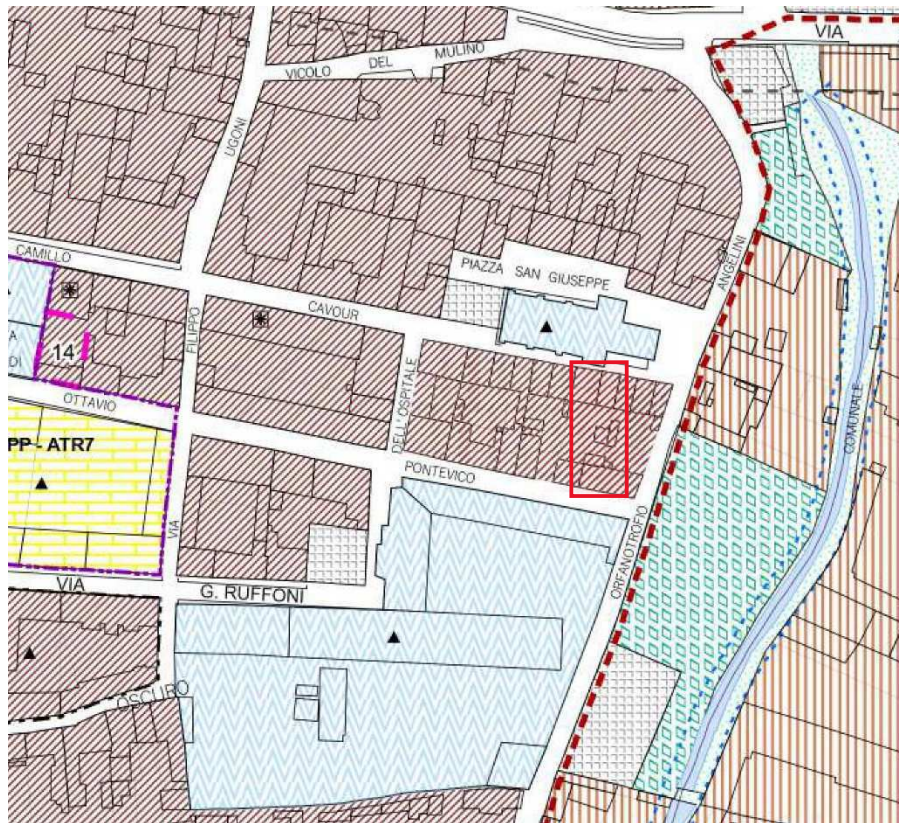 VIA
VICOLO DEL MULINO
UGONI
CAMILLO
PIAZZA SAN GIUSEPPE
ANGELINI
CAVOUR
FILIPPO
14
A
DI
OTTAVIO
DELL'OSPITALE
COMUNALE
PP - ATR7
PONTEVICO
VIA
ORFANOTROFIO
VIA
G. RUFFONI
OSCURO